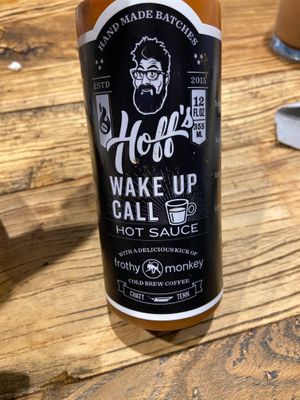 HAND MADE BATCHES
ESTD 2015
Hoff's
12
FL OZ
355
ML
WAKE UP
CALL
HOT SAUCE
WITH A DELICIOUS KICK OF
frothy monkey
COLD BREW COFFEE
CHATT TENN